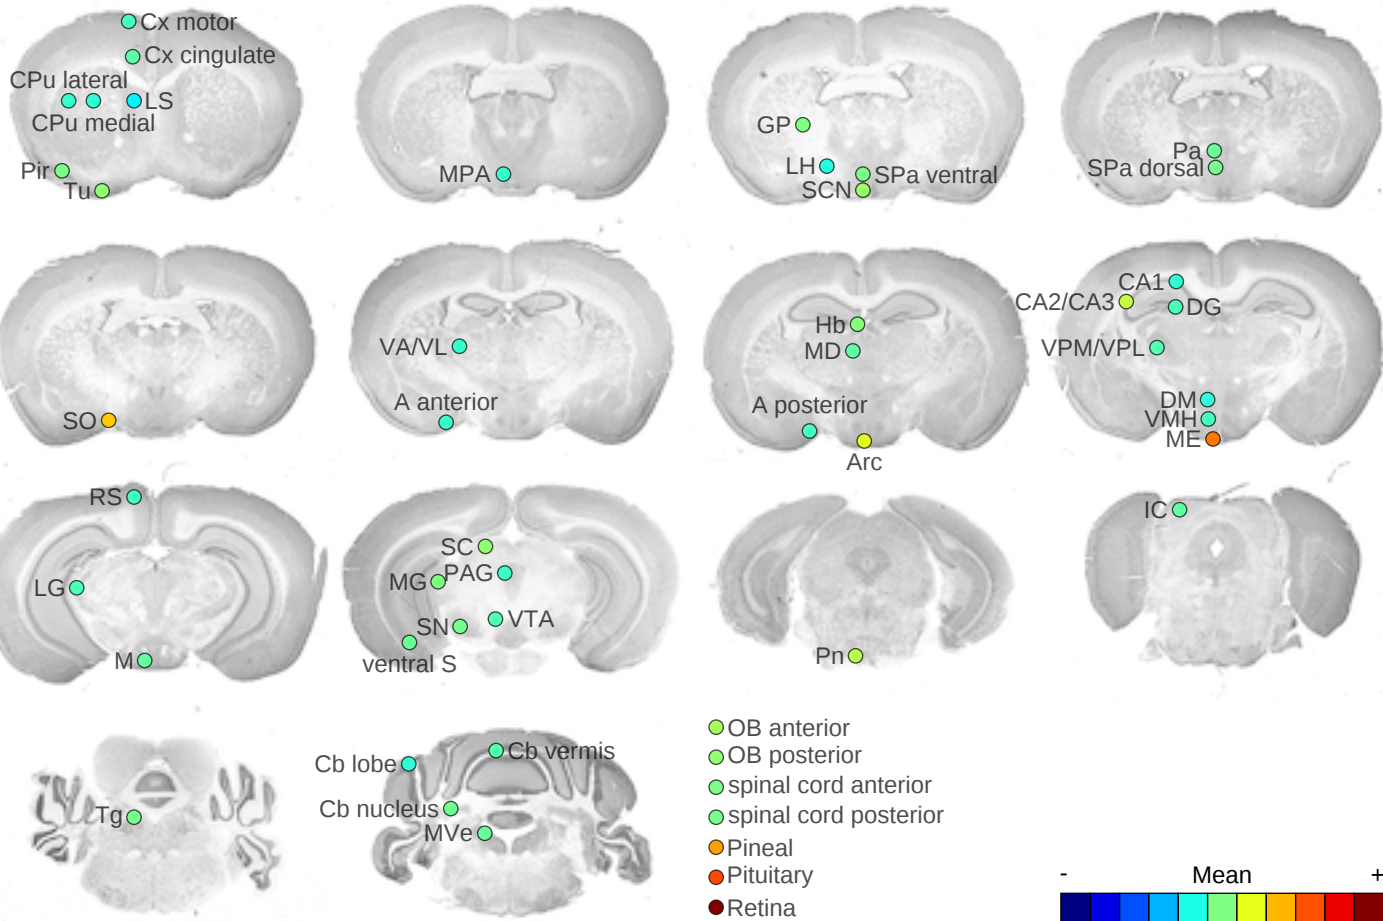 Cx motor
Cx cingulate
CPu lateral
LS
CPu medial
Pir
Tu
MPA
GP
LH
SPa ventral
SCN
Pa
SPa dorsal
SO
VA/VL
A anterior
Hb
MD
A posterior
Arc
CA1
CA2/CA3
DG
VPM/VPL
DM
VMH
ME
RS
LG
M
SC
PAG
MG
VTA
SN
ventral S
Pn
IC
Tg
Cb vermis
Cb lobe
Cb nucleus
MVe
OB anterior
OB posterior
spinal cord anterior
spinal cord posterior
Pineal
Pituitary
Retina
- Mean +